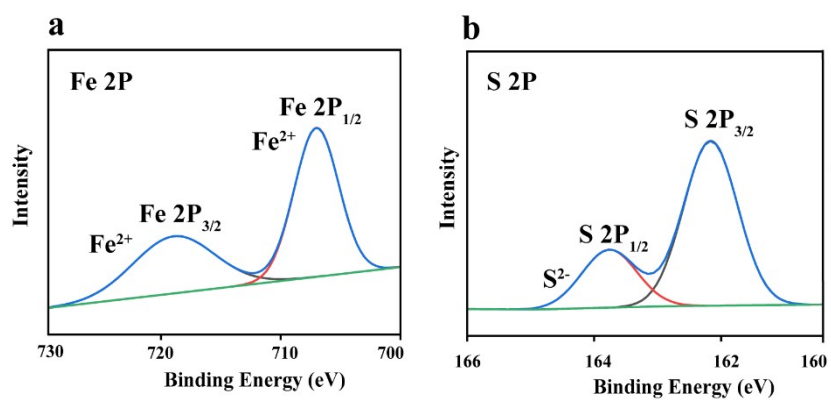 a
Fe 2P
Fe 2P1/2
Fe2+
Fe 2P3/2
Fe2+
Intensity
730 720 710 700
Binding Energy (eV)
b
S 2P
S 2P3/2
S 2P1/2
S2-
Intensity
166 164 162 160
Binding Energy (eV)